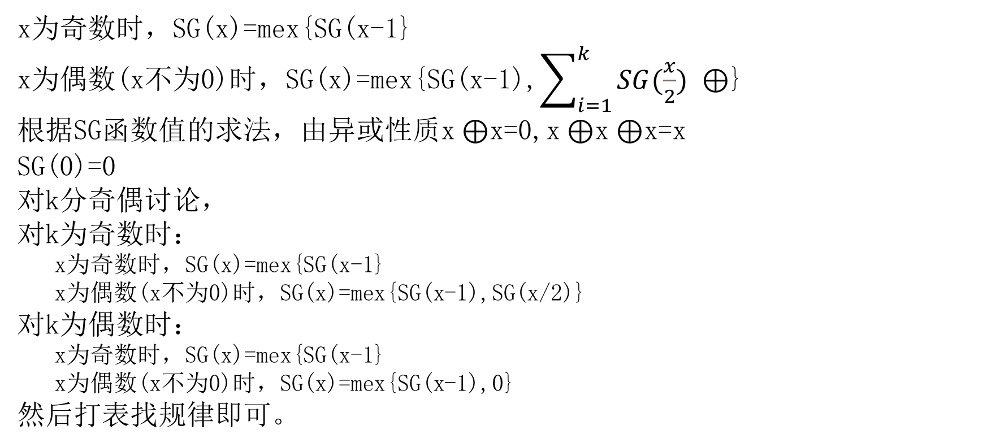 x为奇数时，SG(x)=mex{SG(x-1}
x为偶数(x不为0)时，SG(x)=mex{SG(x-1),∑_{i=1}^{k} SG(x/2) ⊕}
根据SG函数值的求法，由异或性质x ⊕x=0,x ⊕x ⊕x=x
SG(0)=0
对k分奇偶讨论，
对k为奇数时：
x为奇数时，SG(x)=mex{SG(x-1}
x为偶数(x不为0)时，SG(x)=mex{SG(x-1),SG(x/2)}
对k为偶数时：
x为奇数时，SG(x)=mex{SG(x-1}
x为偶数(x不为0)时，SG(x)=mex{SG(x-1),0}
然后打表找规律即可。